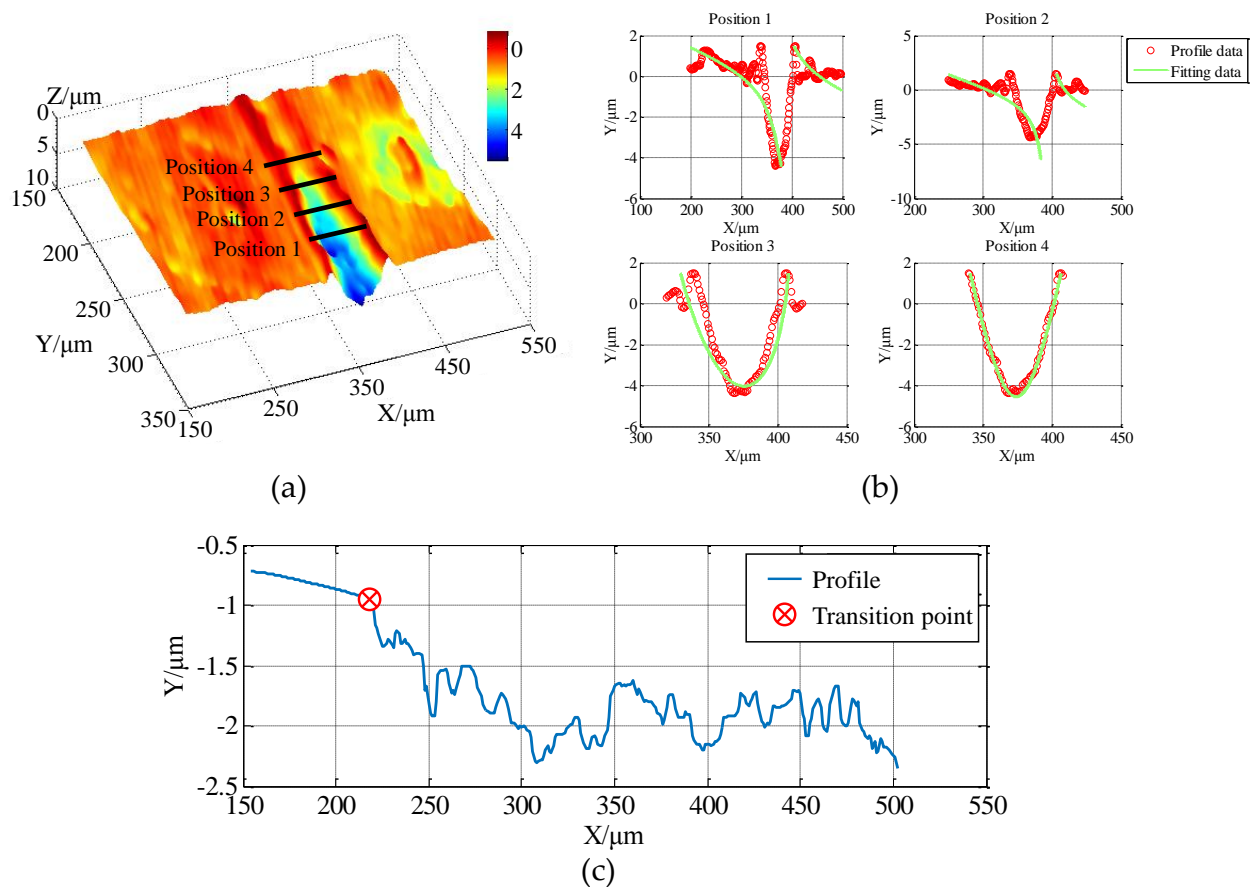 Z/μm
0
5
10
150
200
250
300
350
Y/μm
150
250
350
450
550
X/μm
0
2
4
Position 4
Position 3
Position 2
Position 1
(a)
Position 1
2
0
-2
-4
-6
Y/μm
100 200 300 400 500
X/μm
Position 2
5
0
-5
-10
Y/μm
200 300 400 500
X/μm
Profile data
Fitting data
Position 3
2
0
-2
-4
-6
Y/μm
300 350 400 450
X/μm
Position 4
2
0
-2
-4
-6
Y/μm
300 350 400 450
X/μm
(b)
-0.5
-1
-1.5
-2
-2.5
Y/μm
150 200 250 300 350 400 450 500 550
X/μm
Profile
Transition point
(c)